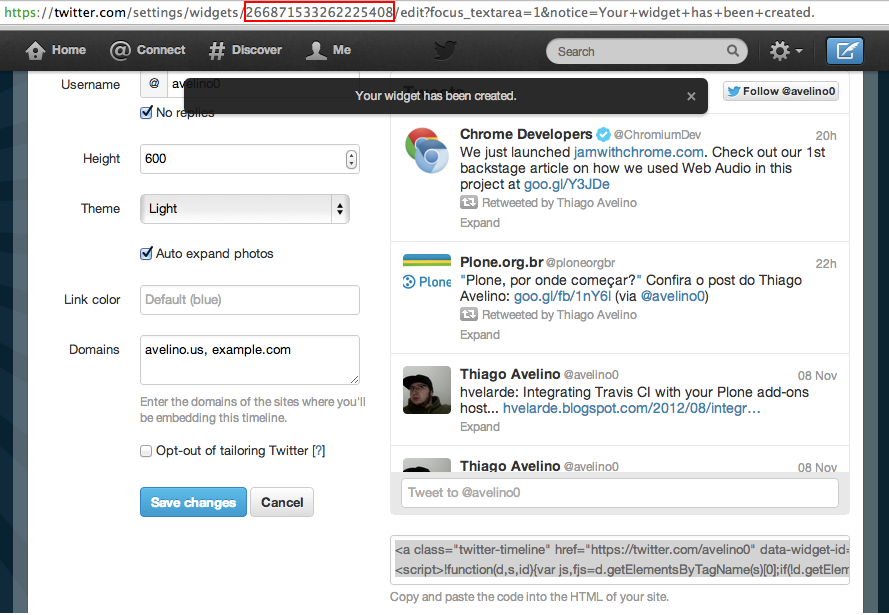 https://twitter.com/settings/widgets/266871533262225408/edit?focus_textarea=1&notice=Your+widget+has+been+created.
Home @ Connect # Discover Me Search
Username @ avelino0
Your widget has been created. ×
Follow @avelino0
No replies
Height 600
Theme Light
Auto expand photos
Link color Default (blue)
Domains avelino.us, example.com
Enter the domains of the sites where you'll
be embedding this timeline.
Opt-out of tailoring Twitter [?]
Save changes Cancel
Chrome Developers @ChromiumDev 20h
We just launched jamwithchrome.com. Check out our 1st
backstage article on how we used Web Audio in this
project at goo.gl/Y3JDe
Retweeted by Thiago Avelino
Expand
Plone
Plone.org.br @ploneorgbr 22h
"Plone, por onde começar?" Confira o post do Thiago
Avelino: goo.gl/fb/1nY6l (via @avelino0)
Retweeted by Thiago Avelino
Expand
Thiago Avelino @avelino0 08 Nov
hvelarde: Integrating Travis CI with your Plone add-ons
host... hvelarde.blogspot.com/2012/08/integr…
Expand
Thiago Avelino @avelino0 08 Nov
Tweet to @avelino0
<a class="twitter-timeline" href="https://twitter.com/avelino0" data-widget-id=
<script>!function(d,s,id){var js,fjs=d.getElementsByTagName(s)[0];if(!d.getElem
Copy and paste the code into the HTML of your site.